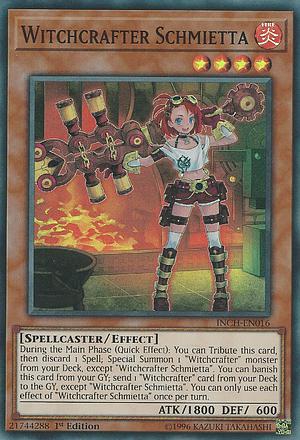 WITCHCRAFTER SCHMIETTA
FIRE
炎
INCH-EN016
[SPELLCASTER/EFFECT]
During the Main Phase (Quick Effect): You can Tribute this card,
then discard 1 Spell; Special Summon 1 "Witchcrafter" monster
from your Deck, except "Witchcrafter Schmietta". You can banish
this card from your GY; send 1 "Witchcrafter" card from your Deck
to the GY, except "Witchcrafter Schmietta". You can only use each
effect of "Witchcrafter Schmietta" once per turn.
ATK/1800 DEF/ 600
21744288 1st Edition ©1996 KAZUKI TAKAHASHI